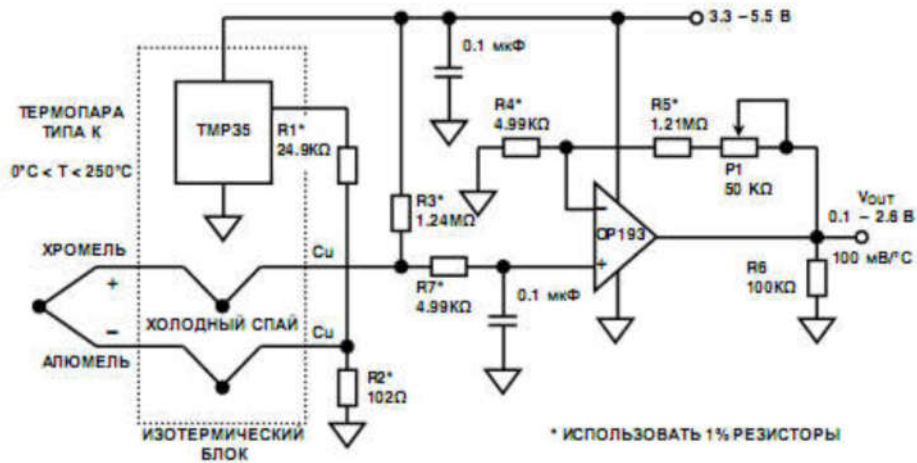 3.3 – 5.5 В
0.1 мкФ
ТЕРМОПАРА
ТИПА К
0°C < T < 250°C
TMP35
R1*
24.9KΩ
R3*
1.24MΩ
R4*
4.99KΩ
R5*
1.21MΩ
P1
50 KΩ
OP193
VOUT
0.1 – 2.6 В
100 мВ/°C
R6
100KΩ
ХРОМЕЛЬ
Cu
+
−
−
+
R7*
4.99KΩ
0.1 мкФ
ХОЛОДНЫЙ СПАЙ
Cu
АЛЮМЕЛЬ
R2*
102Ω
ИЗОТЕРМИЧЕСКИЙ
БЛОК
* ИСПОЛЬЗОВАТЬ 1% РЕЗИСТОРЫ